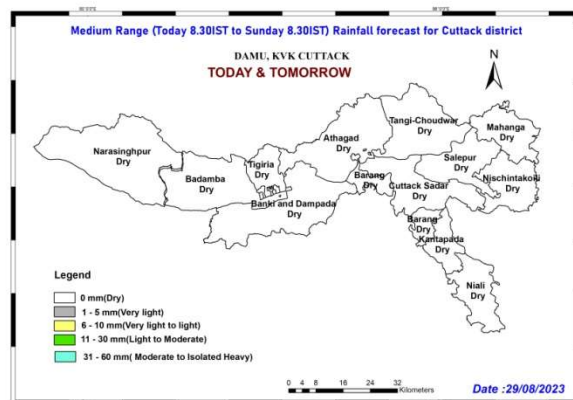 Medium Range (Today 8.30IST to Sunday 8.30IST) Rainfall forecast for Cuttack district
DAMU, KVK CUTTACK
TODAY & TOMORROW
N
Tangi-Choudwar
Dry
Mahanga
Dry
Athagad
Dry
Narasinghpur
Dry
Tigiria
Dry
Salepur
Dry
Badamba
Dry
Barang
Dry
Nischintakoili
Dry
Cuttack Sadar
Dry
Banki and Dampada
Dry
Barang
Dry
Kantapada
Dry
Niali
Dry
Legend
0 mm(Dry)
1 - 5 mm(Very light)
6 - 10 mm(Very light to light)
11 - 30 mm(Light to Moderate)
31 - 60 mm( Moderate to Isolated Heavy)
0 4 8 16 24 32
Kilometers
Date :29/08/2023